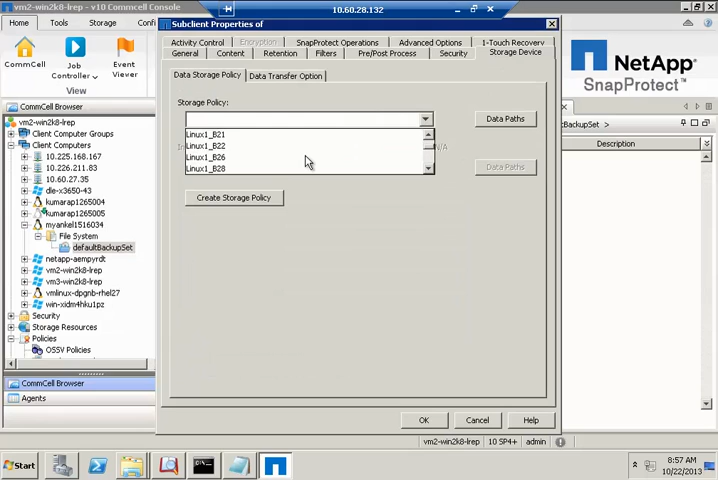 vm2-win2k8-lrep - v10 Commcell Console
10.60.28.132
Home Tools Storage
CommCell
Job
Controller
Event
Viewer
View
NetApp
SnapProtect
CommCell Browser
vm2-win2k8-lrep
Client Computer Groups
Client Computers
10.225.168.167
10.226.211.83
10.60.27.35
dle-x3650-43
kumarap1265004
kumarap1265005
myankel1516034
File System
defaultBackupSet
netapp-aempyrdt
vm2-win2k8-lrep
vm3-win2k8-lrep
vmlinux-dpgnb-rhel27
win-xidm4hku1pz
Security
Storage Resources
Policies
OSSV Policies
CommCell Browser
Agents
Subclient Properties of
Activity Control Encryption SnapProtect Operations Advanced Options 1-Touch Recovery
General Content Retention Filters Pre/Post Process Security Storage Device
Data Storage Policy Data Transfer Option
Storage Policy:
Data Paths
Linux1_B21
Linux1_B22
Linux1_B26
Linux1_B28
N/A
Data Paths
Create Storage Policy
OK Cancel Help
BackupSet >
Description
vm2-win2k8-lrep 10 SP4+ admin
Start
8:57 AM
10/22/2013